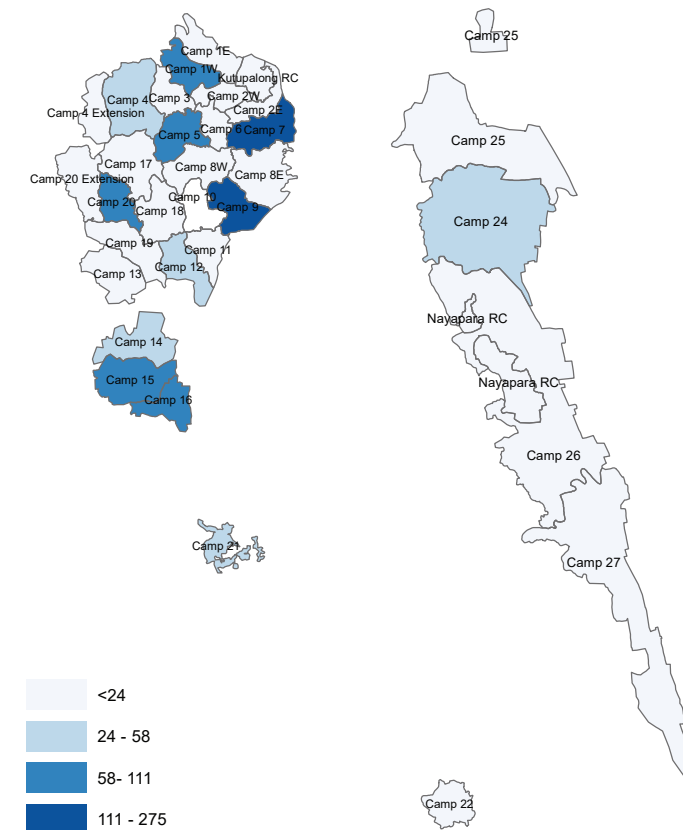 Camp 25
Camp 1E
Camp 1W
Kutupalong RC
Camp 4
Camp 3
Camp 2W
Camp 4 Extension
Camp 2E
Camp 5
Camp 6
Camp 7
Camp 25
Camp 17
Camp 8W
Camp 8E
Camp 20 Extension
Camp 20
Camp 10
Camp 18
Camp 9
Camp 24
Camp 19
Camp 11
Camp 13
Camp 12
Nayapara RC
Camp 14
Camp 15
Nayapara RC
Camp 16
Camp 26
Camp 21
Camp 27
<24
24 - 58
58- 111
111 - 275
Camp 22